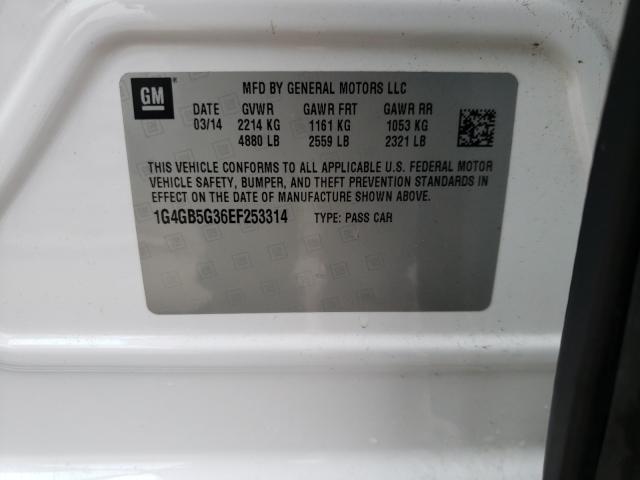 GM
MFD BY GENERAL MOTORS LLC
DATE GVWR GAWR FRT GAWR RR
03/14 2214 KG 1161 KG 1053 KG
4880 LB 2559 LB 2321 LB
THIS VEHICLE CONFORMS TO ALL APPLICABLE U.S. FEDERAL MOTOR
VEHICLE SAFETY, BUMPER, AND THEFT PREVENTION STANDARDS IN
EFFECT ON THE DATE OF MANUFACTURE SHOWN ABOVE.
1G4GB5G36EF253314 TYPE: PASS CAR